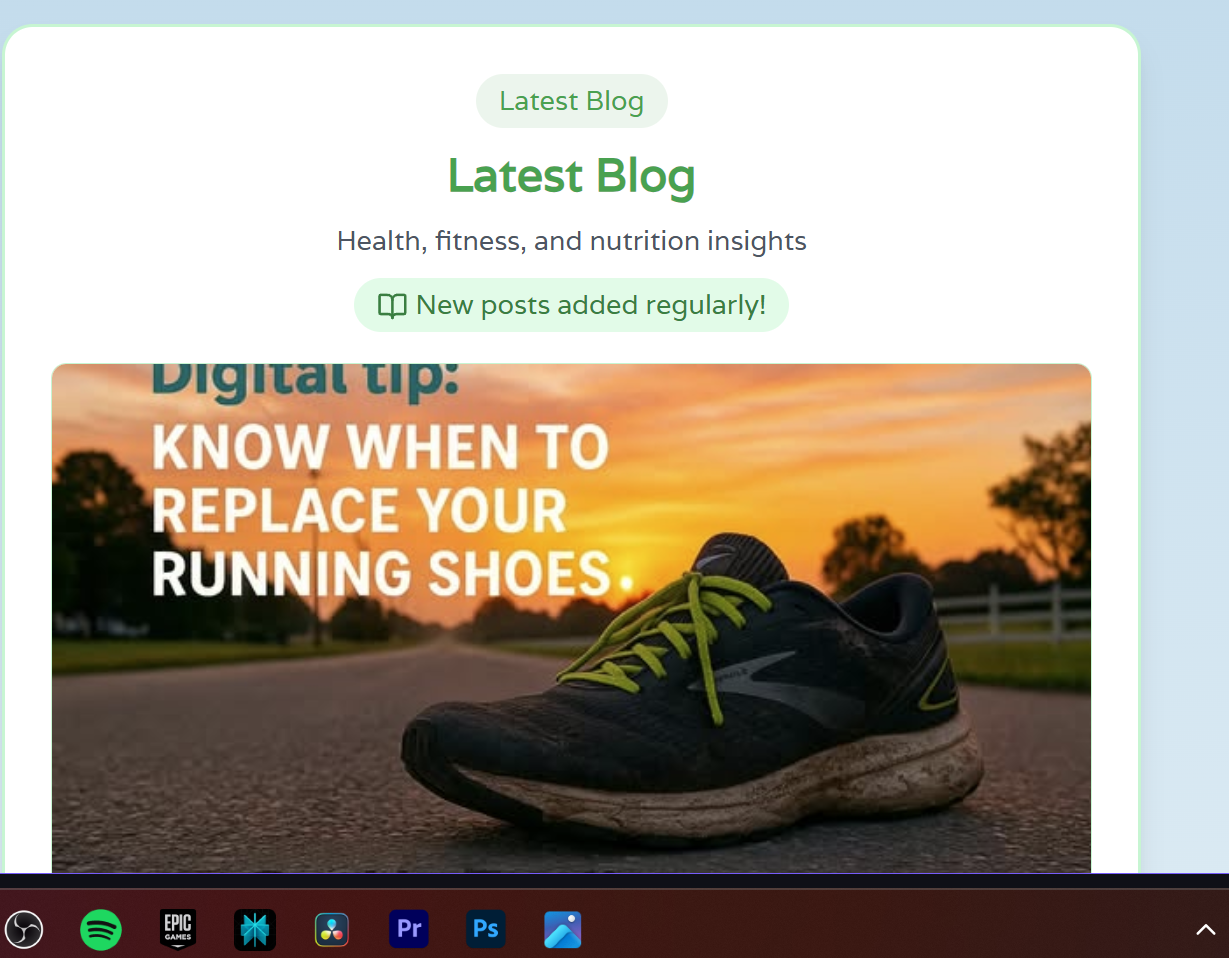 Latest Blog
Latest Blog
Health, fitness, and nutrition insights
New posts added regularly!
Digital tip:
KNOW WHEN TO
REPLACE YOUR
RUNNING SHOES.
EPIC
GAMES
Pr
Ps